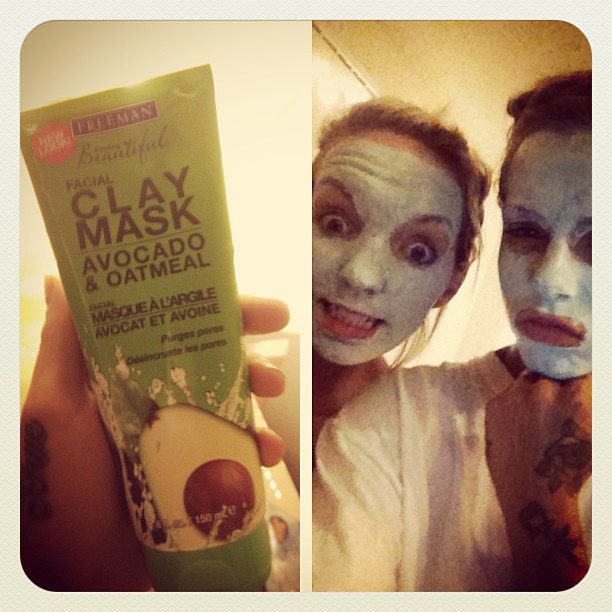 FREEMAN
NEW
LOOK!
Feeling
Beautiful
FACIAL
CLAY
MASK
AVOCADO
& OATMEAL
FACIAL
MASQUE À L'ARGILE
AVOCAT ET AVOINE
Purges pores
Désincruste les pores
150 mL e